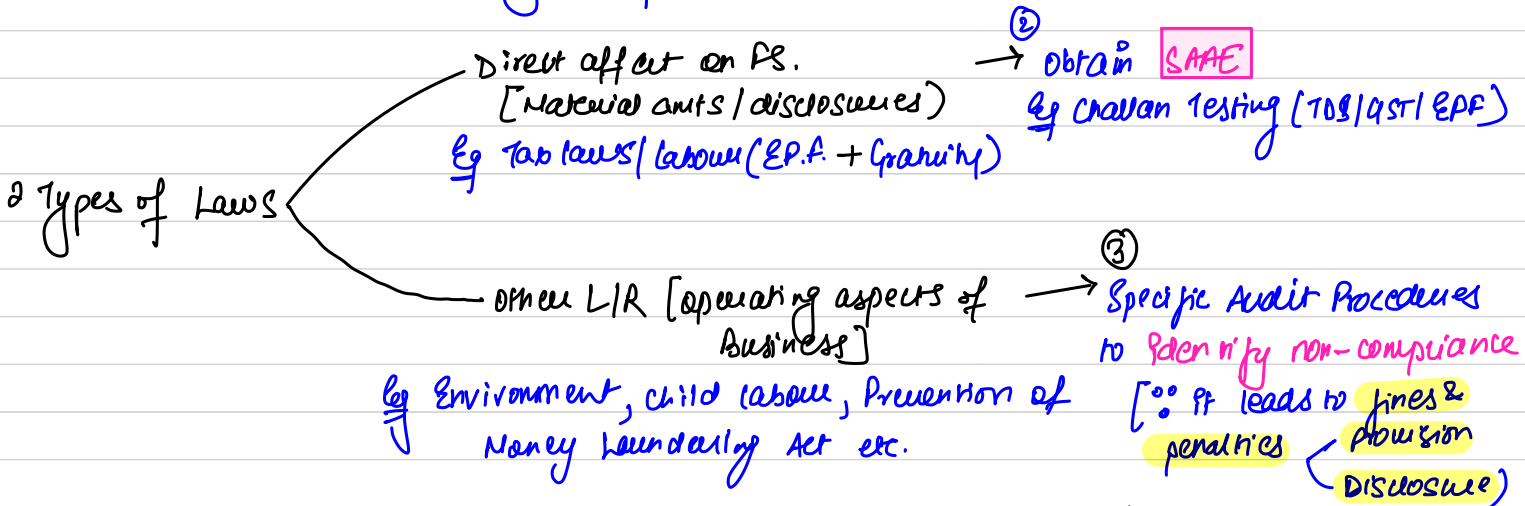 ②
Direct affect on FS. → Obtain SAAE
[Material amts / disclosures) Eg Challan Testing (TDS/GST/EPF)
Eg Tax laws / Labour (E.P.F. + Gratuity)
2 Types of Laws
③
Other L/R [operating aspects of → Specific Audit Procedures
Business] to Identify non-compliance
Eg Environment, child labour, Prevention of [∵ it leads to fines &
Money Laundering Act etc. penalties provision
Disclosure)